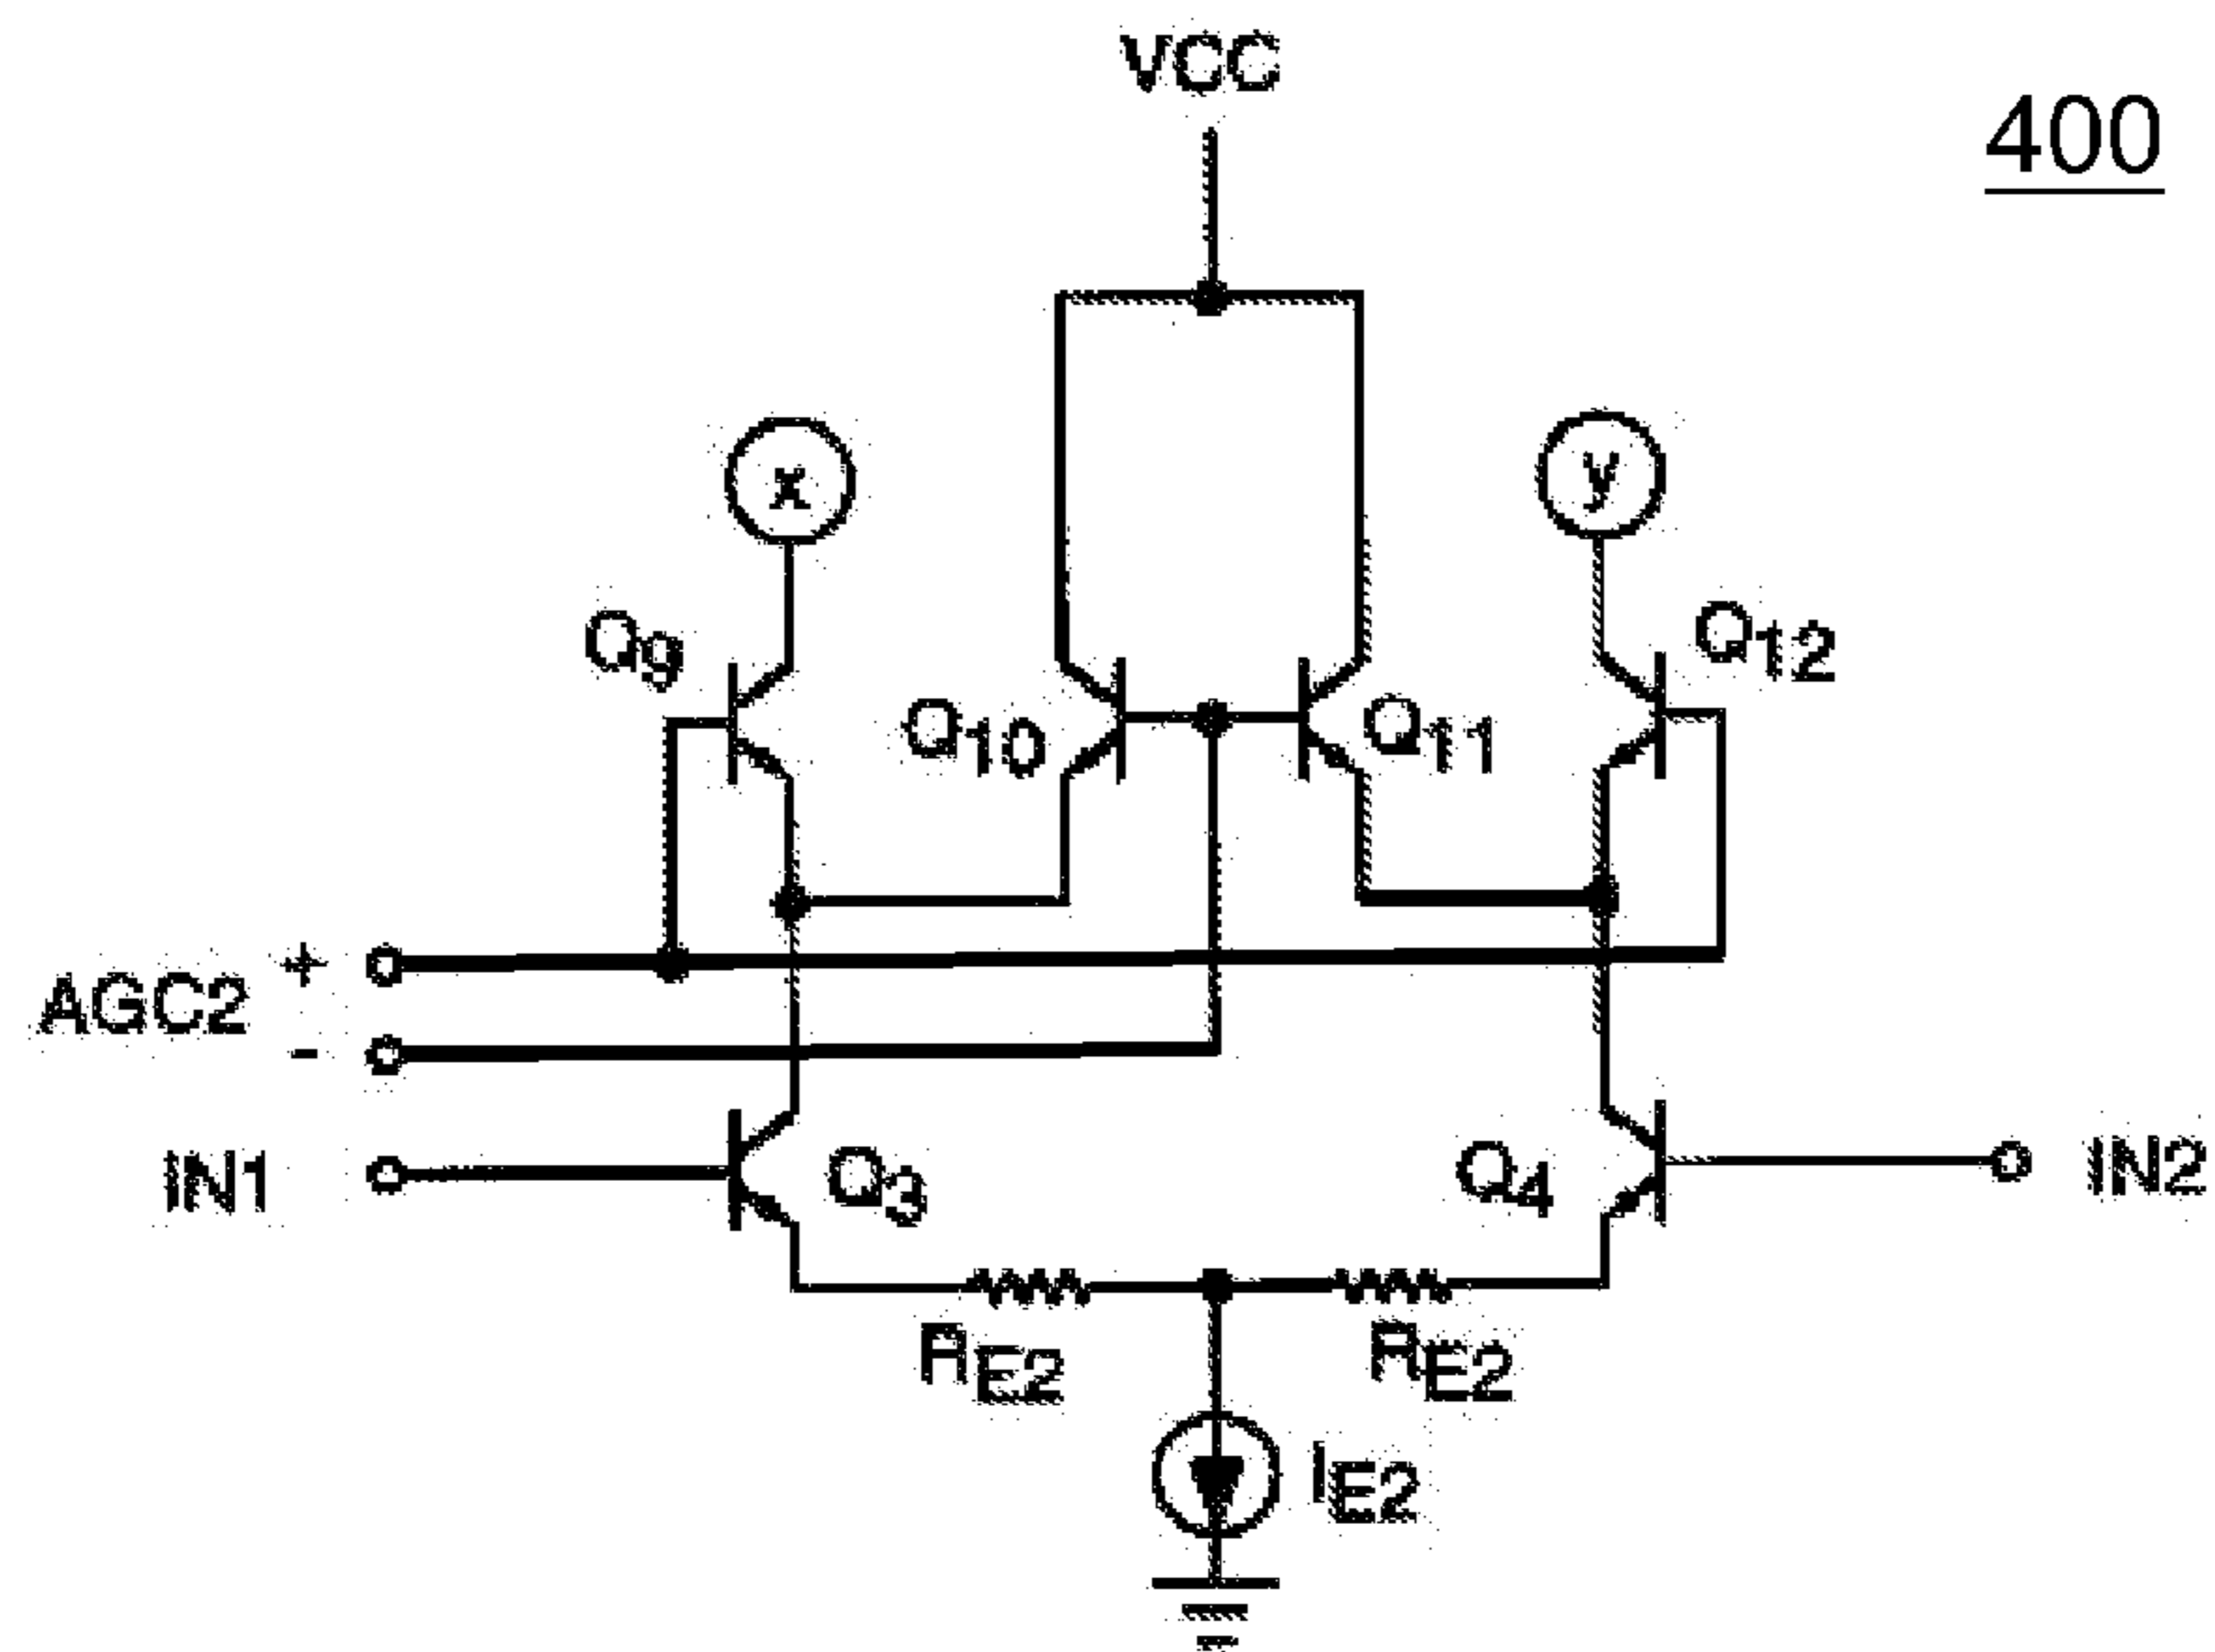 VCC
400
x
y
Q9
Q12
Q10
Q11
AGC2 +
-
IN1
Q3
Q4
IN2
RE2
RE2
IE2